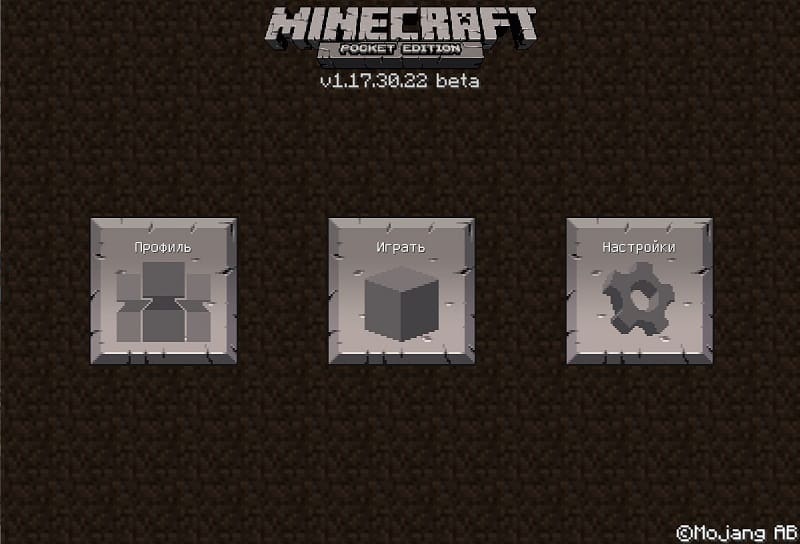 MINECRAFT
POCKET EDITION
v1.17.30.22 beta
Профиль
Играть
Настройки
©Mojang AB